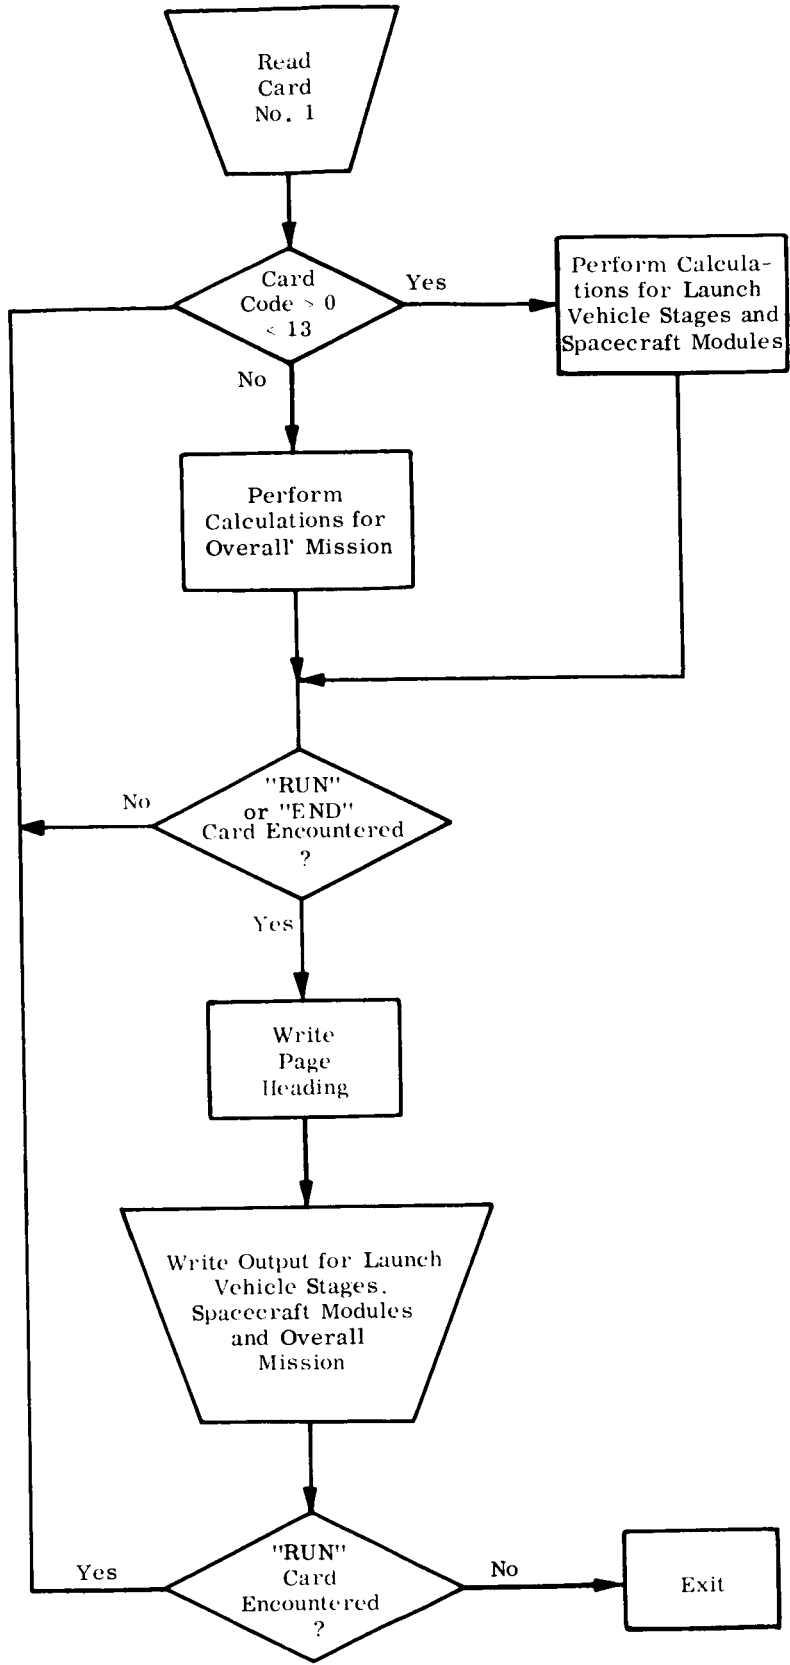 Read
Card
No. 1
Card
Code > 0
< 13
Yes
Perform Calcula-
tions for Launch
Vehicle Stages and
Spacecraft Modules
No
Perform
Calculations for
Overall' Mission
"RUN"
or "END"
Card Encountered
?
No
Yes
Write
Page
Heading
Write Output for Launch
Vehicle Stages.
Spacecraft Modules
and Overall
Mission
"RUN"
Card
Encountered
?
Yes
No
Exit